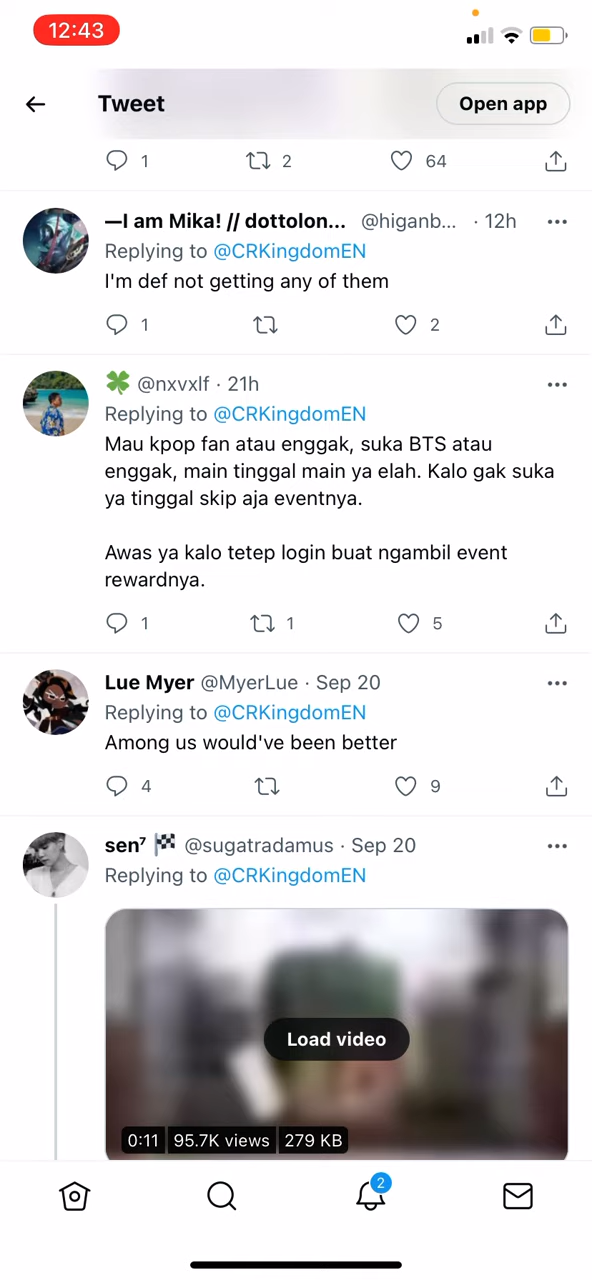 12:43
Tweet
Open app
1 2 64
—I am Mika! // dottolon... @higanb... · 12h
Replying to @CRKingdomEN
I'm def not getting any of them
1 2
🍀 @nxvxlf · 21h
Replying to @CRKingdomEN
Mau kpop fan atau enggak, suka BTS atau
enggak, main tinggal main ya elah. Kalo gak suka
ya tinggal skip aja eventnya.
Awas ya kalo tetep login buat ngambil event
rewardnya.
1 1 5
Lue Myer @MyerLue · Sep 20
Replying to @CRKingdomEN
Among us would've been better
4 9
sen⁷ 🏁 @sugatradamus · Sep 20
Replying to @CRKingdomEN
Load video
0:11 95.7K views 279 KB
2